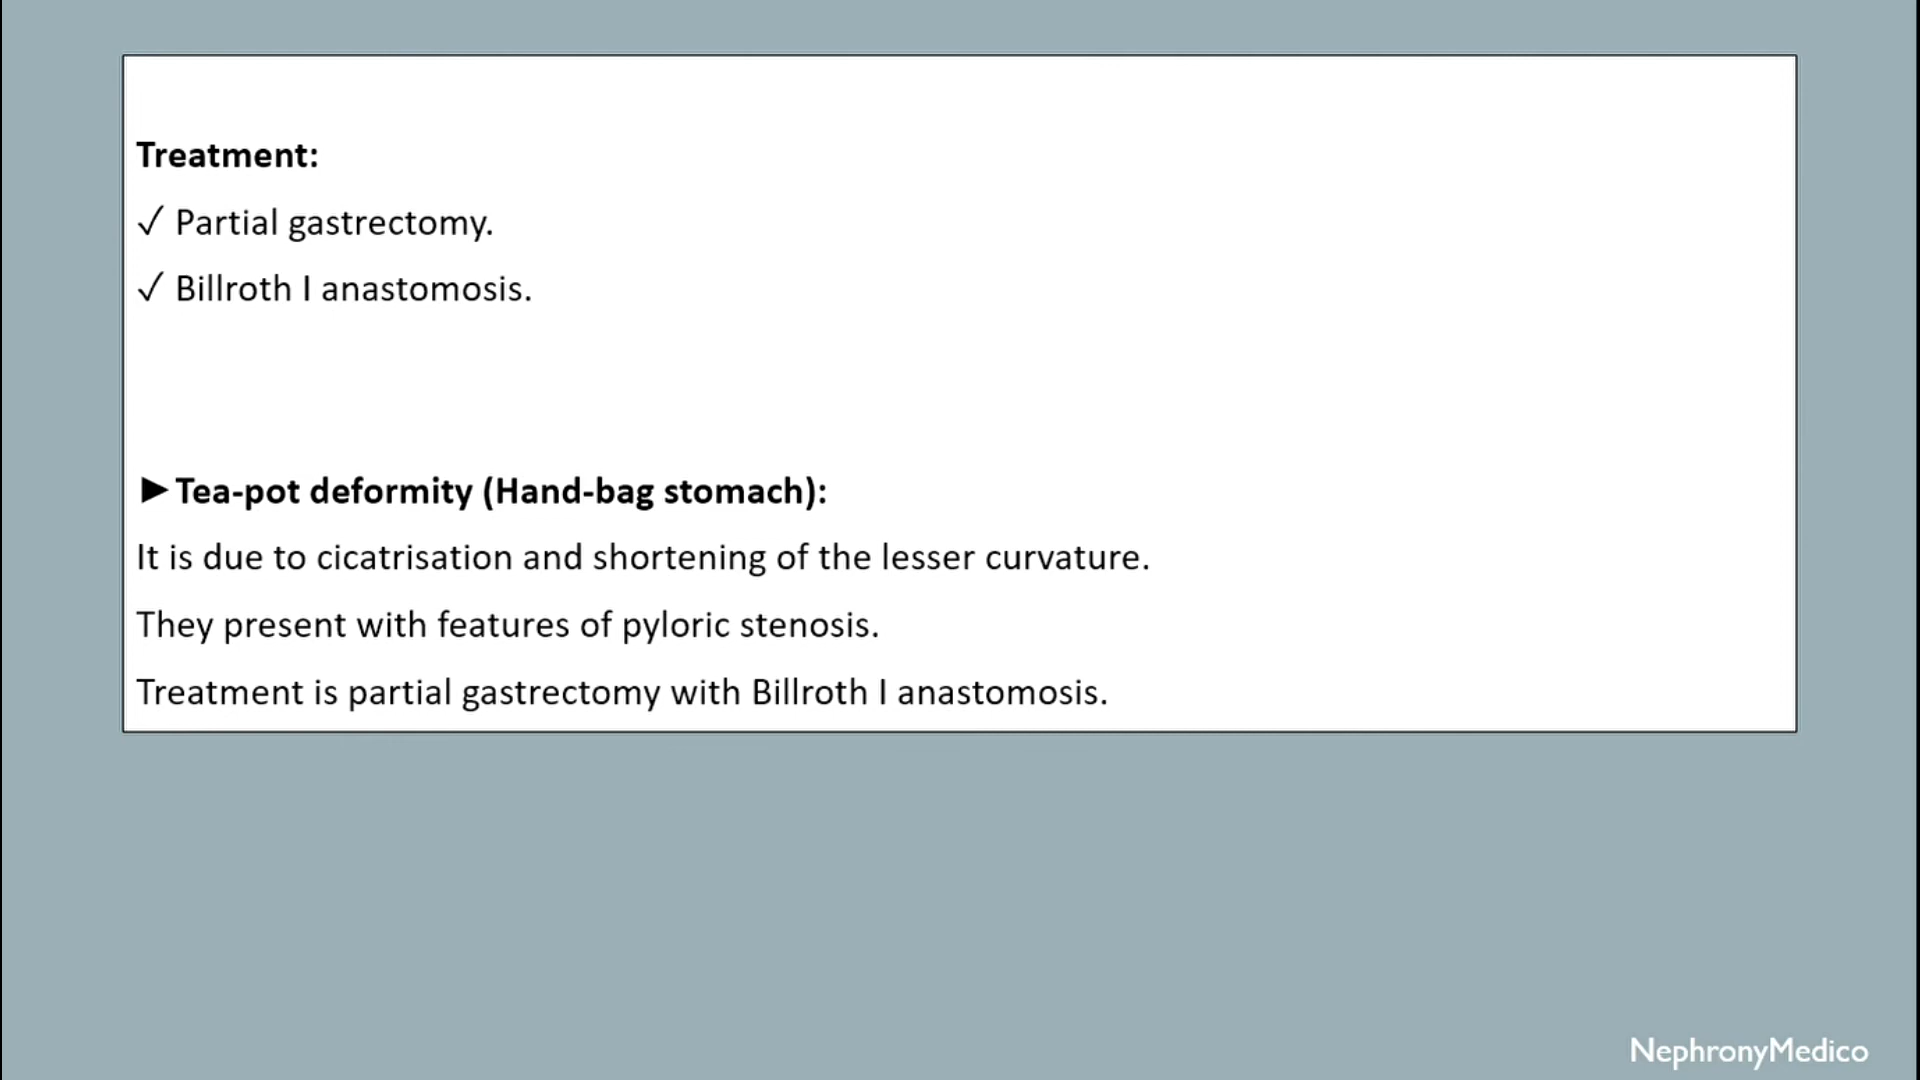 Treatment:
✓ Partial gastrectomy.
✓ Billroth I anastomosis.
►Tea-pot deformity (Hand-bag stomach):
It is due to cicatrisation and shortening of the lesser curvature.
They present with features of pyloric stenosis.
Treatment is partial gastrectomy with Billroth I anastomosis.
NephronyMedico